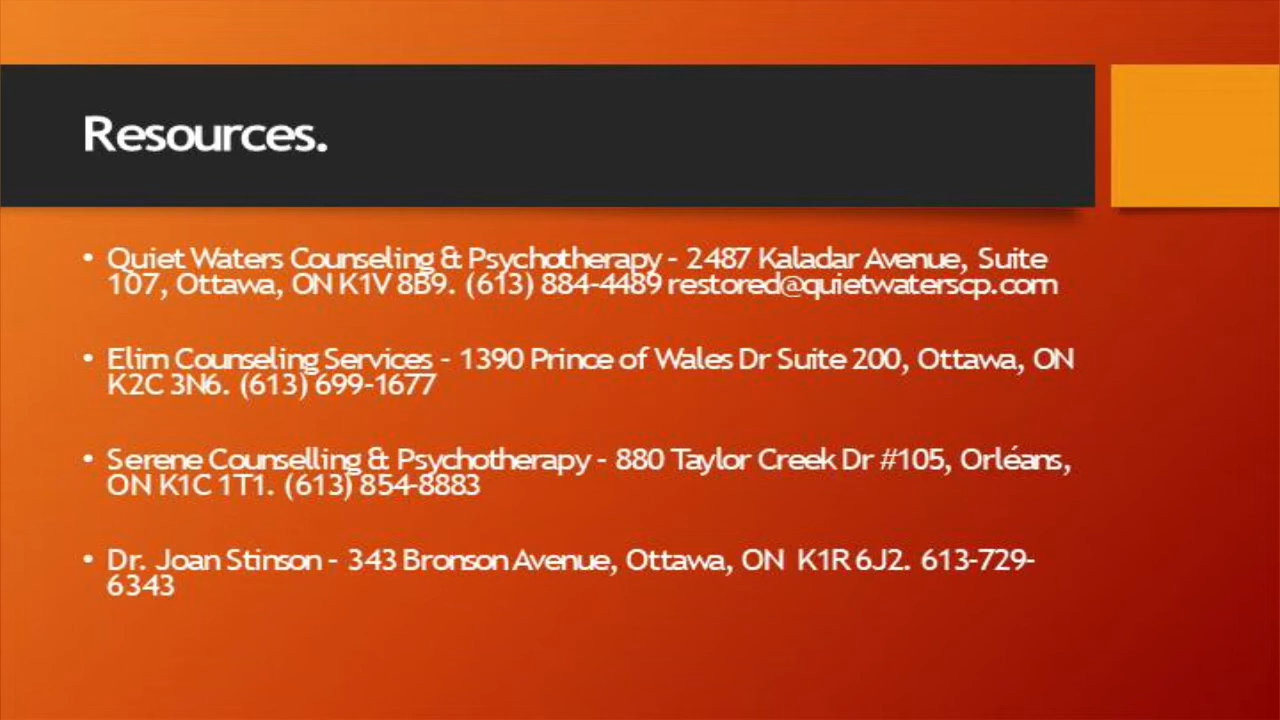 Resources.
• Quiet Waters Counseling & Psychotherapy - 2487 Kaladar Avenue, Suite
107, Ottawa, ON K1V 8B9. (613) 884-4489 restored@quietwaterscp.com
• Elim Counseling Services - 1390 Prince of Wales Dr Suite 200, Ottawa, ON
K2C 3N6. (613) 699-1677
• Serene Counselling & Psychotherapy - 880 Taylor Creek Dr #105, Orléans,
ON K1C 1T1. (613) 854-8883
• Dr. Joan Stinson - 343 Bronson Avenue, Ottawa, ON K1R 6J2. 613-729-
6343